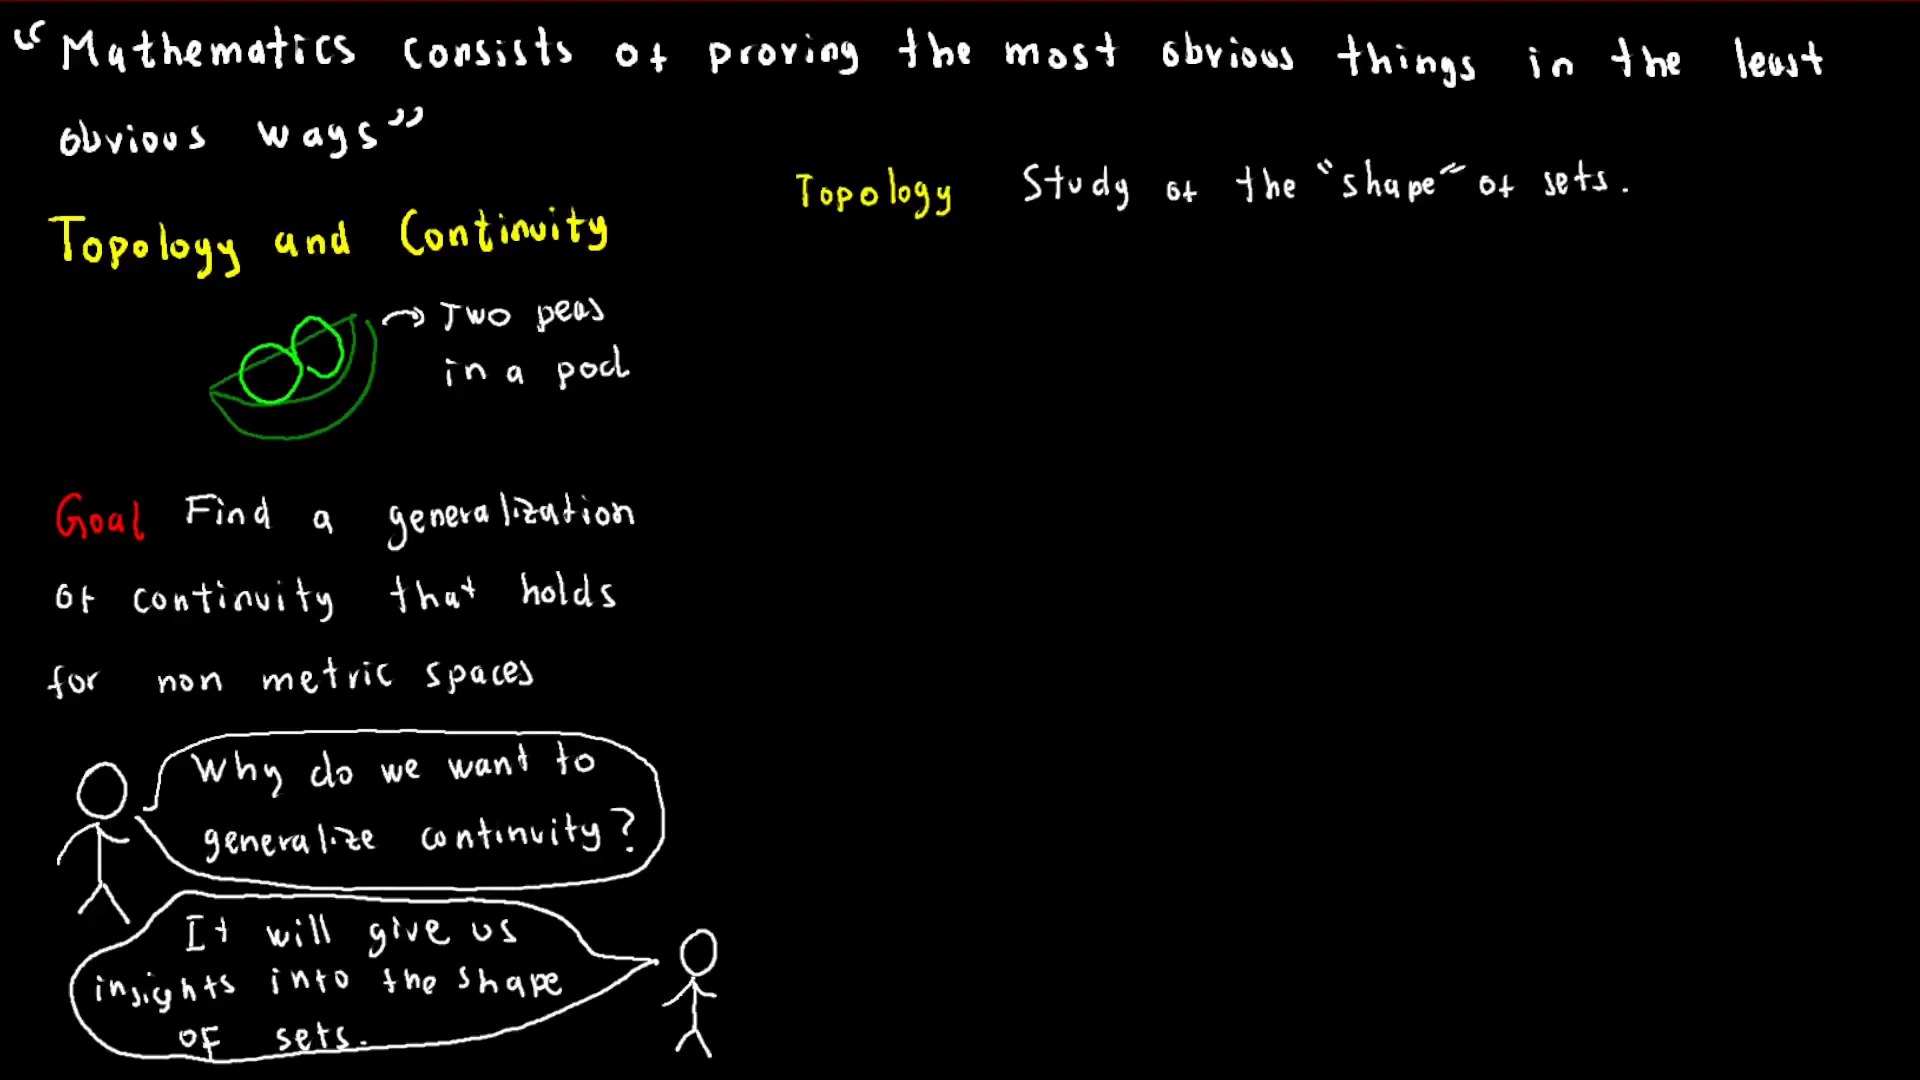 “Mathematics consists of proving the most obvious things in the least
obvious ways”
Topology and Continuity
Two peas
in a pod
Goal Find a generalization
of continuity that holds
for non metric spaces
Why do we want to
generalize continuity?
It will give us
insights into the shape
of sets.
Topology Study of the “shape” of sets.